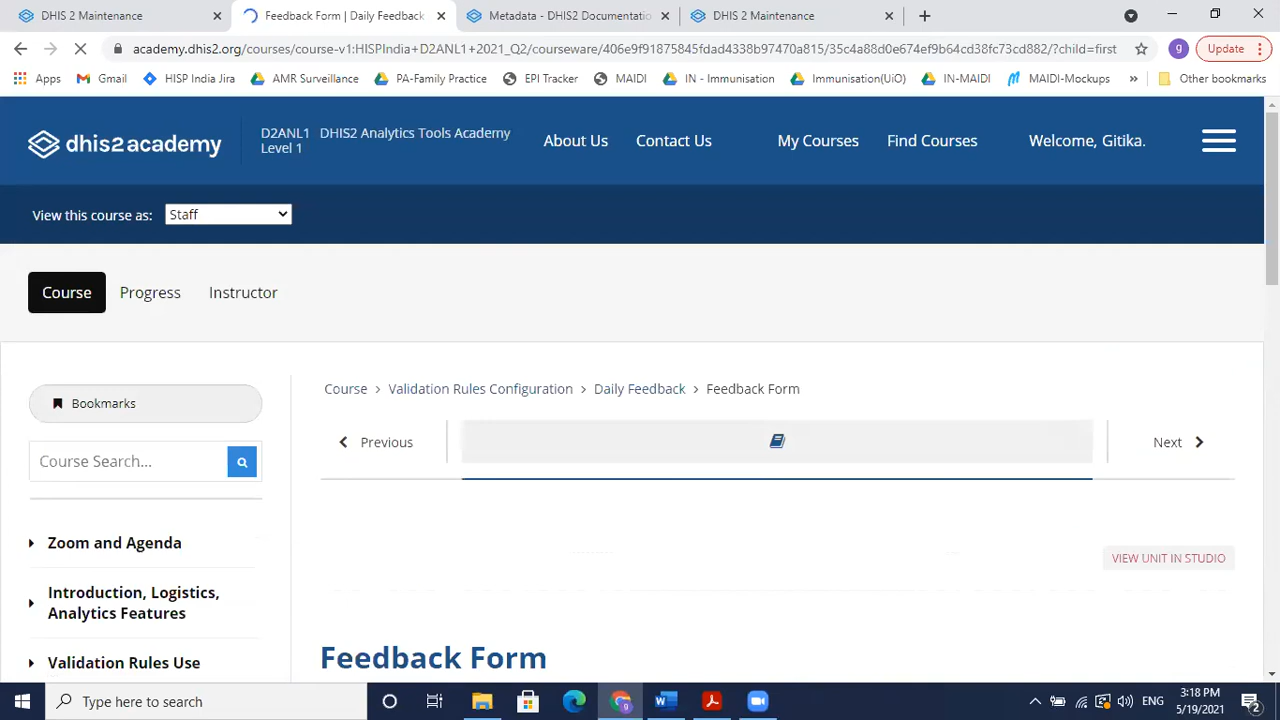 DHIS 2 Maintenance
Feedback Form | Daily Feedback
Metadata - DHIS2 Documentatio
DHIS 2 Maintenance
academy.dhis2.org/courses/course-v1:HISPIndia+D2ANL1+2021_Q2/courseware/406e9f91875845fda64338b97470a815/35c4a88d0e674ef9b64cd38fc73cd882/?child=first
g
Update
Apps
Gmail
HISP India Jira
ANR Surveillance
PA-Family Practice
EPI Tracker
MAIDI
IN - Immunisation
Immunisation(UiO)
IN-MAIDI
MAIDI-Mockups
»
Other bookmarks
dhis2academy
D2ANL1 DHIS2 Analytics Tools Academy
Level 1
About Us
Contact Us
My Courses
Find Courses
Welcome, Gitika.
View this course as:
Staff
Course
Progress
Instructor
Bookmarks
Course Search...
Zoom and Agenda
Introduction, Logistics,
Analytics Features
Validation Rules Use
Course > Validation Rules Configuration > Daily Feedback > Feedback Form
Previous
Next
VIEW UNIT IN STUDIO
Feedback Form
Type here to search
g
ENG
3:18 PM
5/19/2021
2